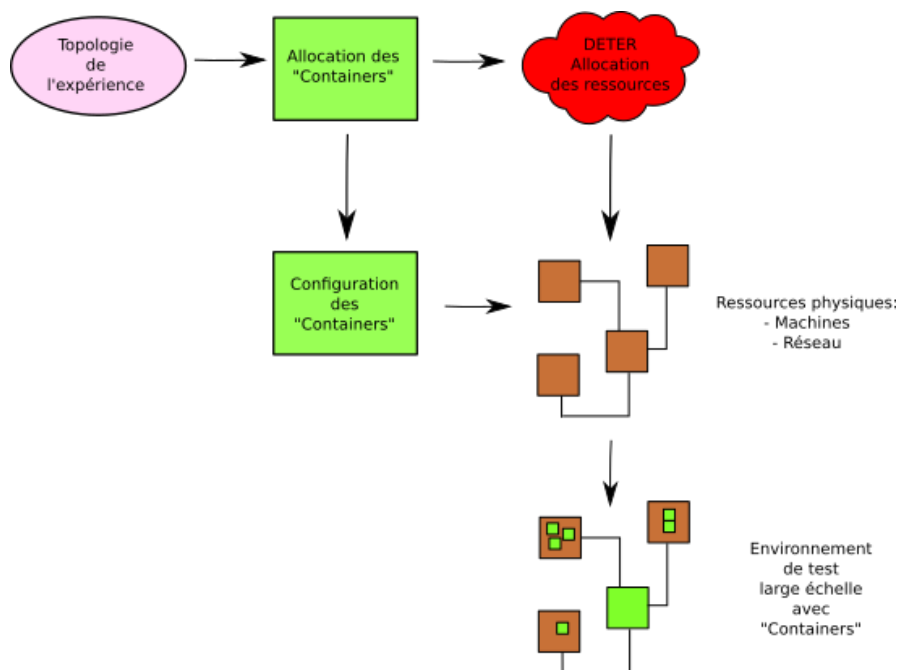 Topologie
de
l'expérience
Allocation des
"Containers"
DETER
Allocation
des ressources
Configuration
des
"Containers"
Ressources physiques:
- Machines
- Réseau
Environnement
de test
large échelle
avec
"Containers"